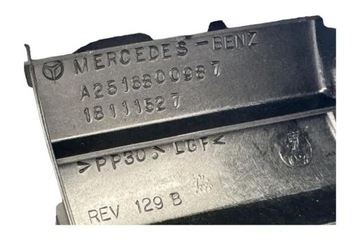 MERCEDES-BENZ
A2518800987
18111527
>PP30>LGF<
REV 129 B